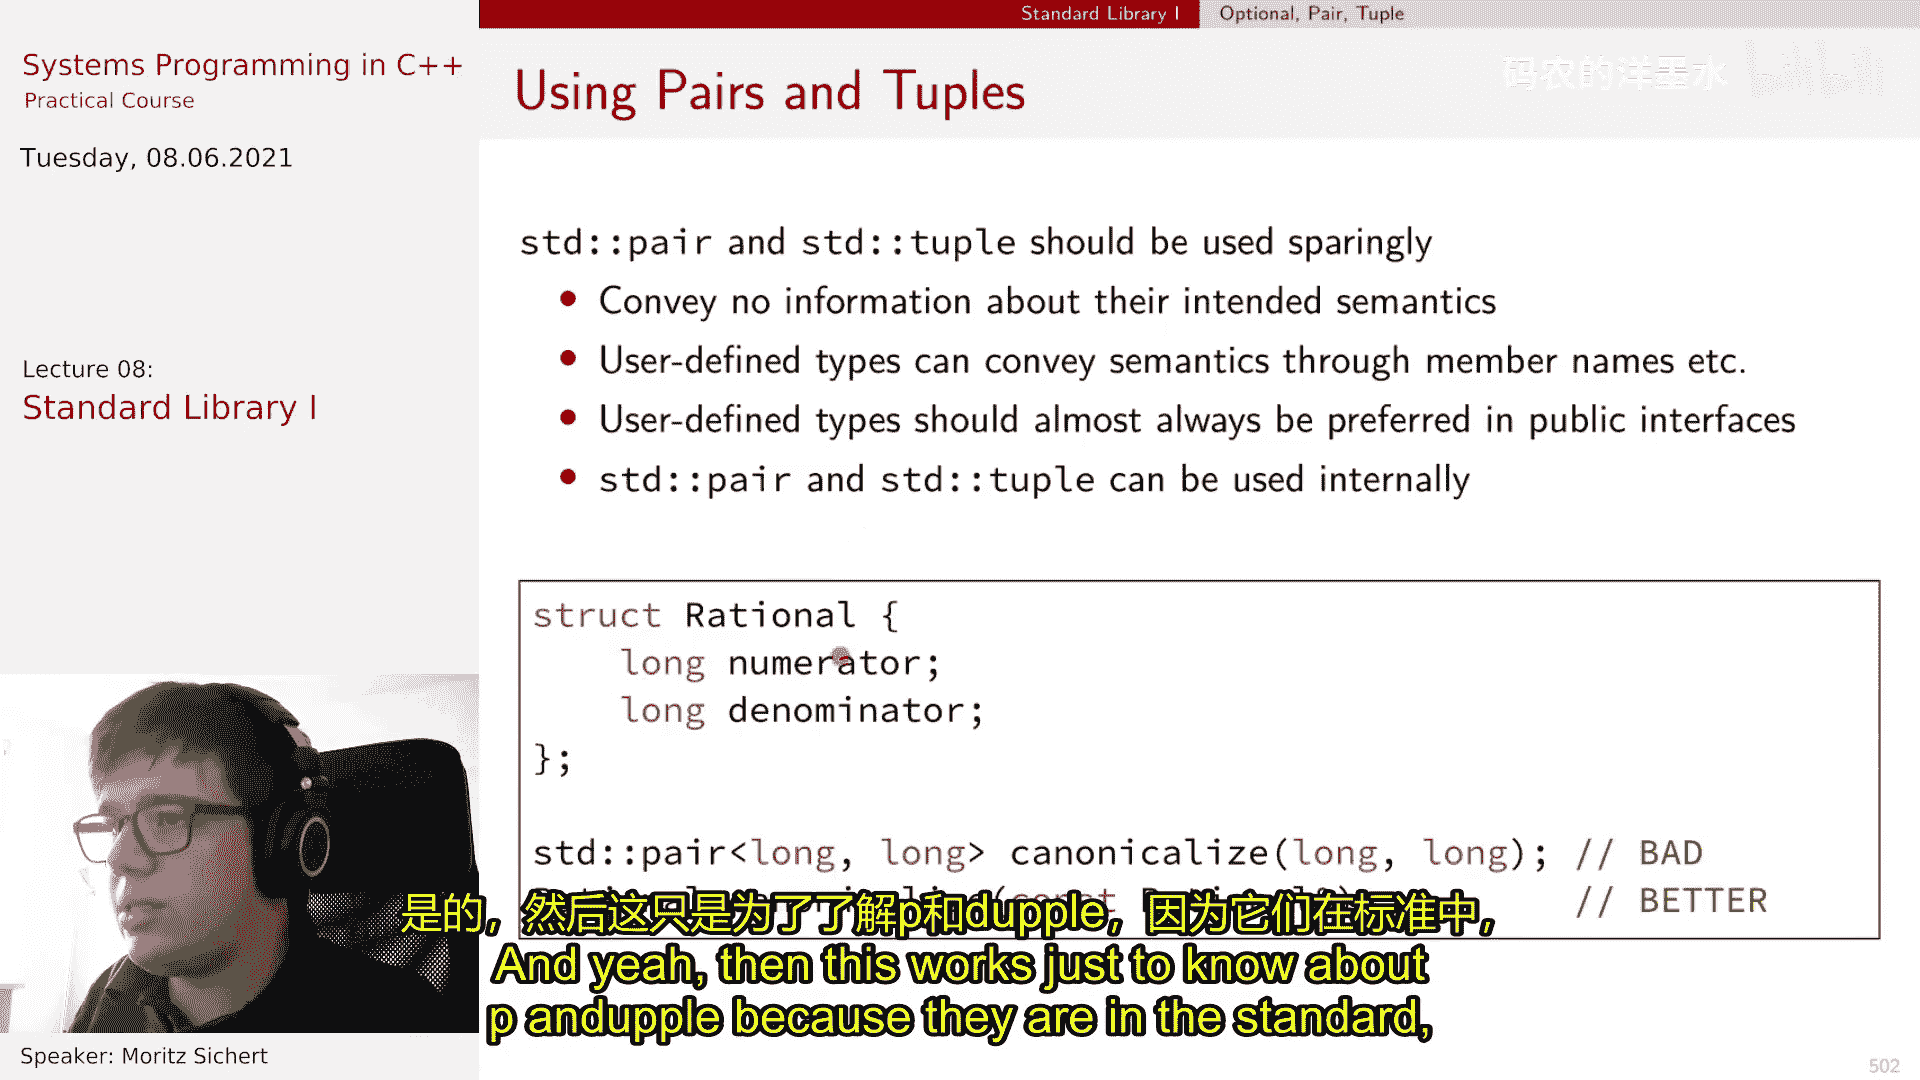 Standard Library I
Optional, Pair, Tuple
Systems Programming in C++
Practical Course
Tuesday, 08.06.2021
Lecture 08:
Standard Library I
Using Pairs and Tuples
码农的洋墨水
std::pair and std::tuple should be used sparingly
• Convey no information about their intended semantics
• User-defined types can convey semantics through member names etc.
• User-defined types should almost always be preferred in public interfaces
• std::pair and std::tuple can be used internally
struct Rational {
long numerator;
long denominator;
};
std::pair<long, long> canonicalize(long, long); // BAD
// BETTER
是的，然后这只是为了了解p和dupple，因为它们在标准中，
And yeah, then this works just to know about
p andupple because they are in the standard,
Speaker: Moritz Sichert
502